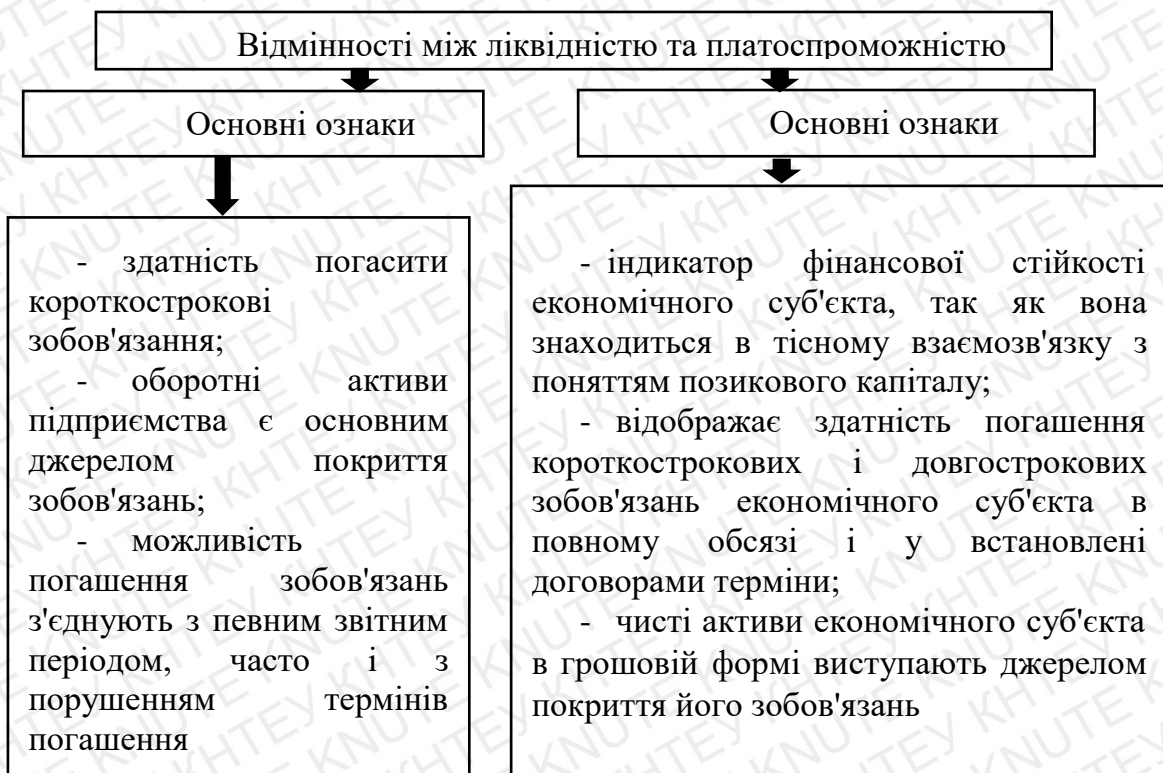 Відмінності між ліквідністю та платоспроможністю
Основні ознаки
Основні ознаки
- здатність погасити
короткострокові
зобов'язання;
- оборотні активи
підприємства є основним
джерелом покриття
зобов'язань;
- можливість
погашення зобов'язань
з'єднують з певним звітним
періодом, часто і з
порушенням термінів
погашення
- індикатор фінансової стійкості
економічного суб'єкта, так як вона
знаходиться в тісному взаємозв'язку з
поняттям позикового капіталу;
- відображає здатність погашення
короткострокових і довгострокових
зобов'язань економічного суб'єкта в
повному обсязі і у встановлені
договорами терміни;
- чисті активи економічного суб'єкта
в грошовій формі виступають джерелом
покриття його зобов'язань